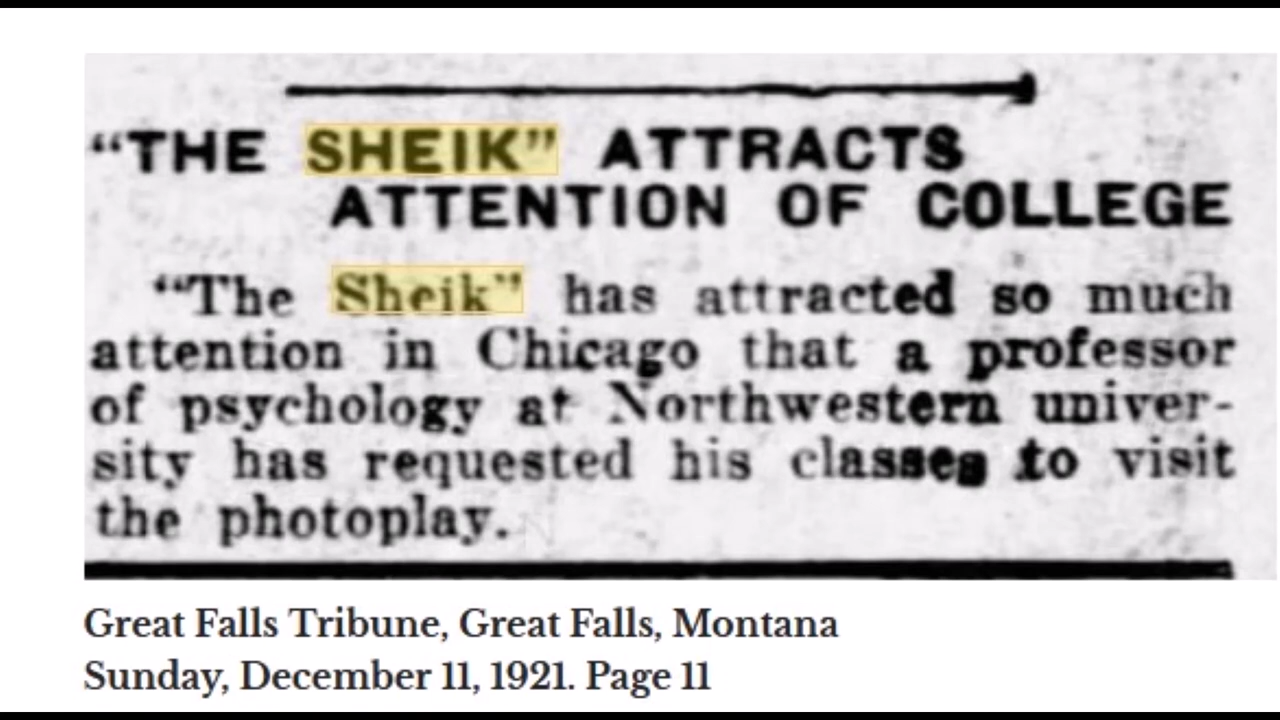 “THE SHEIK” ATTRACTS
ATTENTION OF COLLEGE
“The Sheik” has attracted so much
attention in Chicago that a professor
of psychology at Northwestern univer-
sity has requested his classes to visit
the photoplay.
Great Falls Tribune, Great Falls, Montana
Sunday, December 11, 1921. Page 11